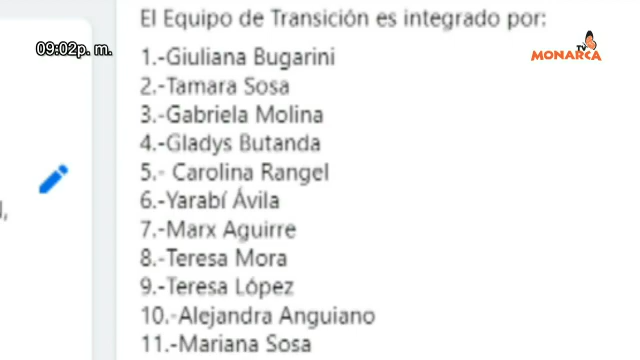 El Equipo de Transición es integrado por:
09:02p. m.
TV
MONARCA
1.-Giuliana Bugarini
2.-Tamara Sosa
3.-Gabriela Molina
4.-Gladys Butanda
5.- Carolina Rangel
6.-Yarabí Ávila
7.-Marx Aguirre
8.-Teresa Mora
9.-Teresa López
10.-Alejandra Anguiano
11.-Mariana Sosa